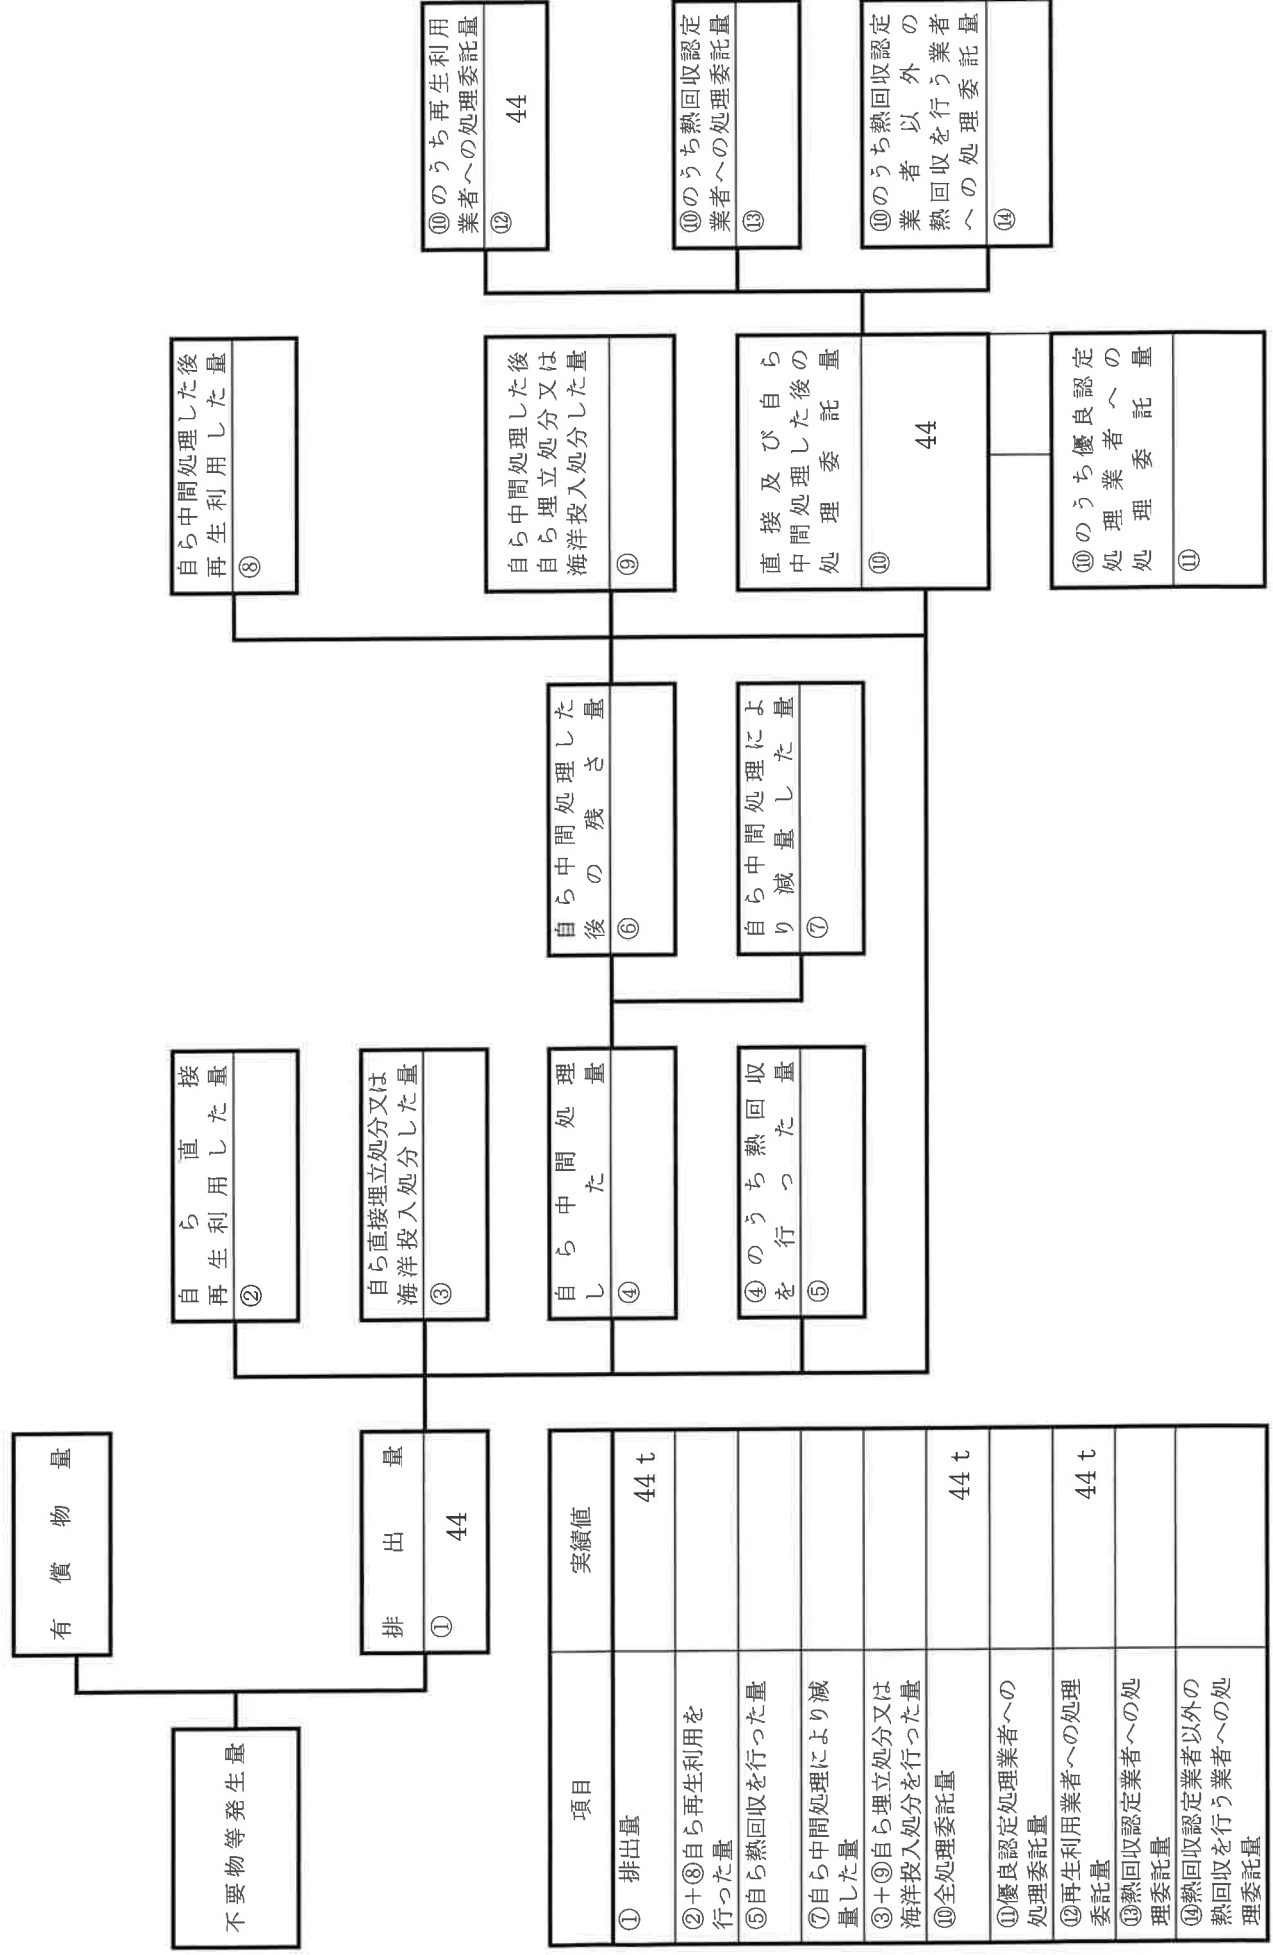 有償物量
不要物等発生量
排出量
①
44
自ら直接
再生利用した量
②
自ら直接埋立処分又は
海洋投入処分した量
③
自ら中間処理
した量
④
④のうち熱回収
を行った量
⑤
自ら中間処理した
後の残さ量
⑥
自ら中間処理によ
り減量した量
⑦
自ら中間処理した後
再生利用した量
⑧
自ら中間処理した後
自ら埋立処分又は
海洋投入処分した量
⑨
直接及び自ら
中間処理した後の
処理委託量
⑩
44
⑩のうち優良認定
処理業者への
処理委託量
⑪
⑩のうち再生利用
業者への処理委託量
⑫
44
⑩のうち熱回収認定
業者への処理委託量
⑬
⑩のうち熱回収認定
業者以外の
熱回収を行う業者
への処理委託量
⑭
項目 実績値
① 排出量 44 t
②+⑧自ら再生利用を
行った量
⑤自ら熱回収を行った量
⑦自ら中間処理により減
量した量
③+⑨自ら埋立処分又は
海洋投入処分を行った量
⑩全処理委託量 44 t
⑪優良認定処理業者への
処理委託量
⑫再生利用業者への処理
委託量 44 t
⑬熱回収認定業者への処
理委託量
⑭熱回収認定業者以外の
熱回収を行う業者への処
理委託量